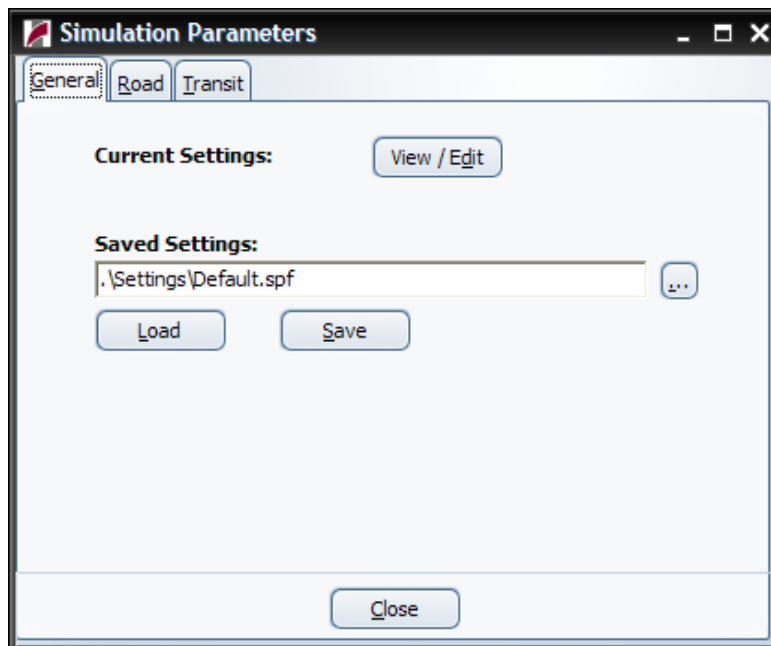 Simulation Parameters
General Road Transit
Current Settings: View / Edit
Saved Settings:
.\Settings\Default.spf ...
Load Save
Close